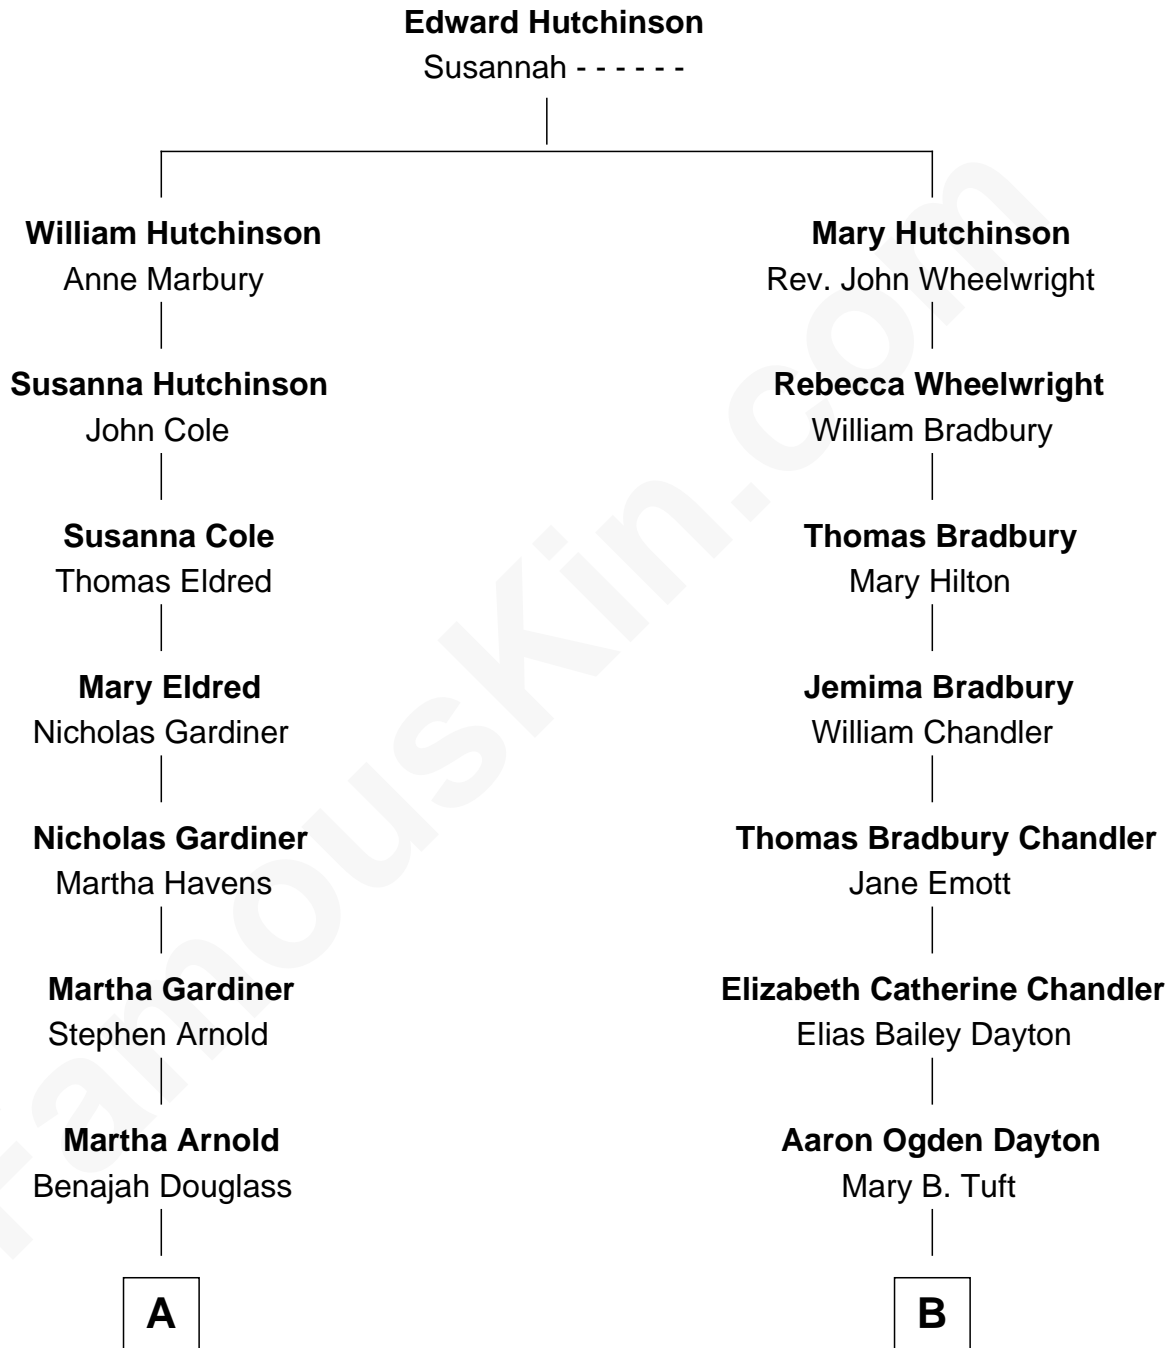 Edward Hutchinson
Susannah - - - - - -
William Hutchinson
Anne Marbury
Mary Hutchinson
Rev. John Wheelwright
Susanna Hutchinson
John Cole
Rebecca Wheelwright
William Bradbury
Susanna Cole
Thomas Eldred
Thomas Bradbury
Mary Hilton
Mary Eldred
Nicholas Gardiner
Jemima Bradbury
William Chandler
Nicholas Gardiner
Martha Havens
Thomas Bradbury Chandler
Jane Emott
Martha Gardiner
Stephen Arnold
Elizabeth Catherine Chandler
Elias Bailey Dayton
Martha Arnold
Benajah Douglass
Aaron Ogden Dayton
Mary B. Tuft
A
B
FamousKin.com